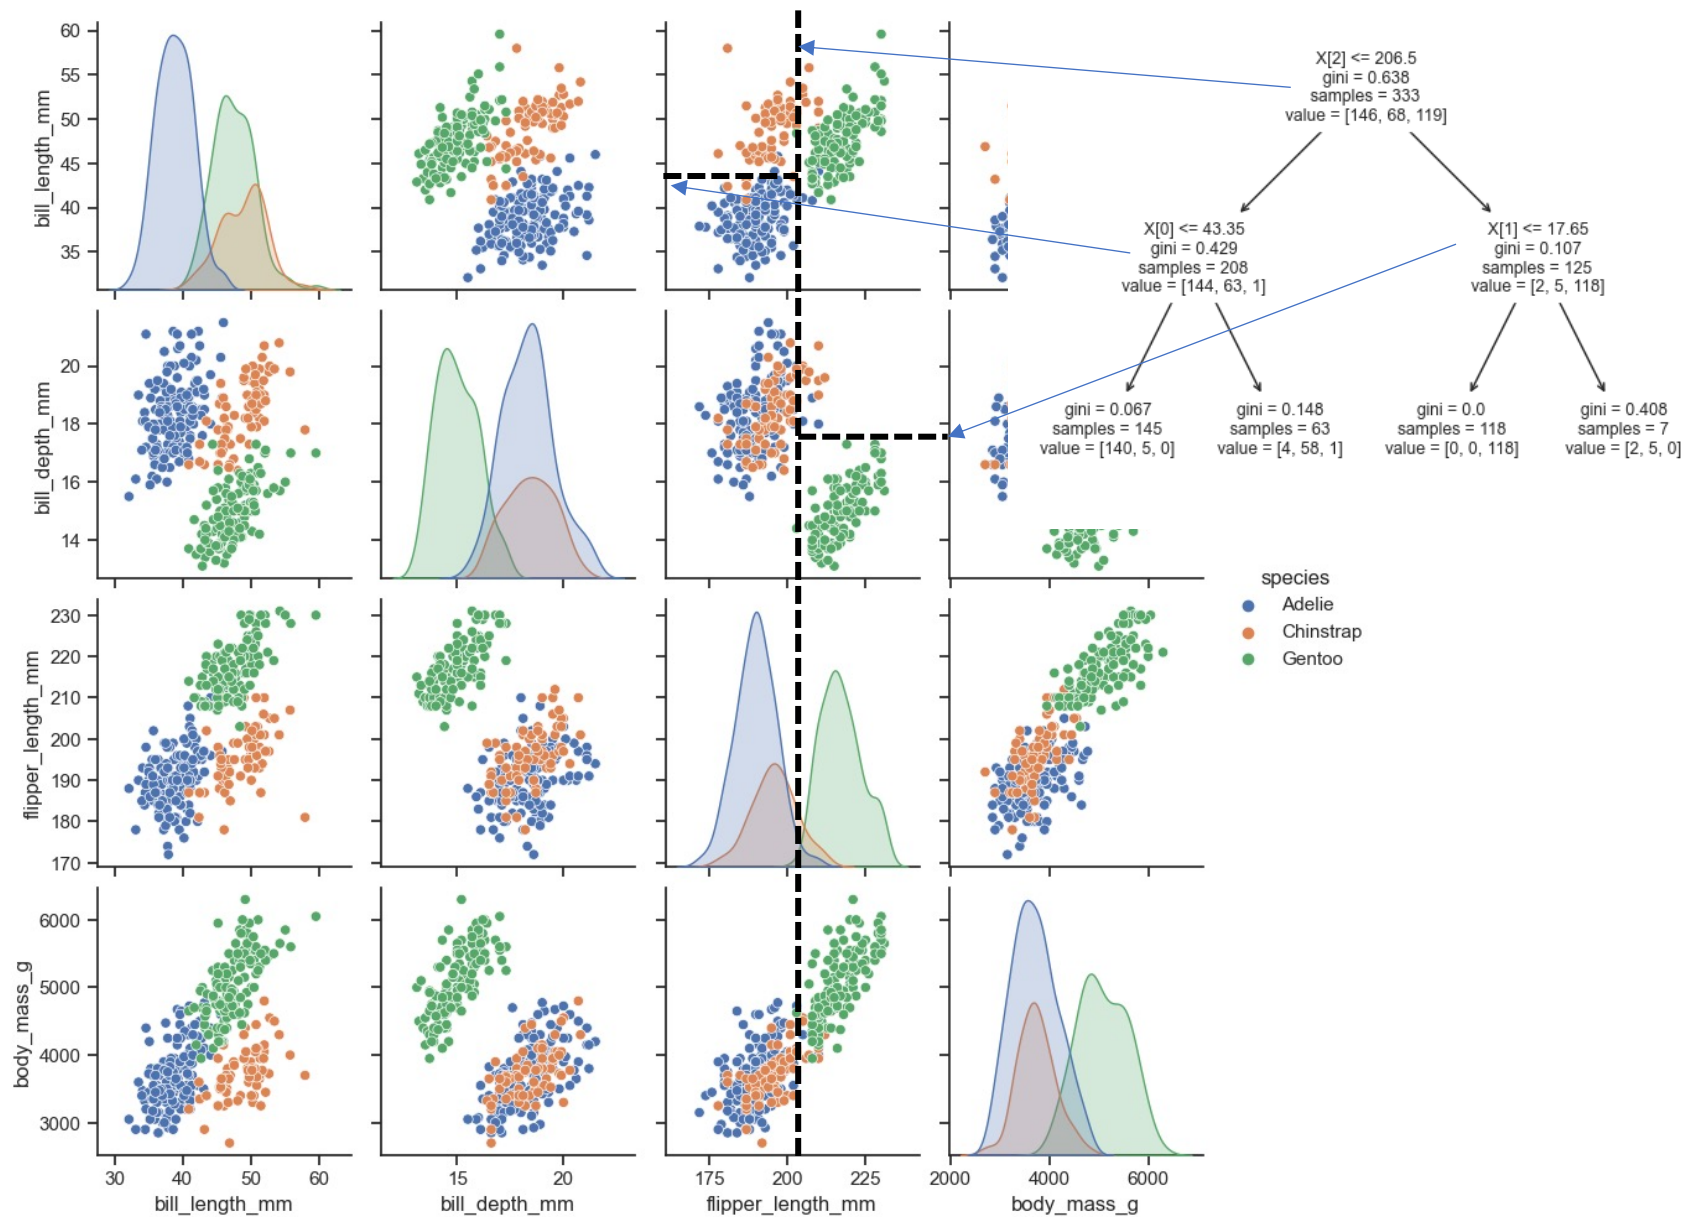 60
55
50
45
40
35
bill_length_mm
20
18
16
14
bill_depth_mm
230
220
210
200
190
180
170
flipper_length_mm
6000
5000
4000
3000
body_mass_g
30 40 50 60
bill_length_mm
15 20
bill_depth_mm
175 200 225
flipper_length_mm
2000 4000 6000
body_mass_g
X[2] <= 206.5
gini = 0.638
samples = 333
value = [146, 68, 119]
X[0] <= 43.35
gini = 0.429
samples = 208
value = [144, 63, 1]
X[1] <= 17.65
gini = 0.107
samples = 125
value = [2, 5, 118]
gini = 0.067
samples = 145
value = [140, 5, 0]
gini = 0.148
samples = 63
value = [4, 58, 1]
gini = 0.0
samples = 118
value = [0, 0, 118]
gini = 0.408
samples = 7
value = [2, 5, 0]
species
Adelie
Chinstrap
Gentoo